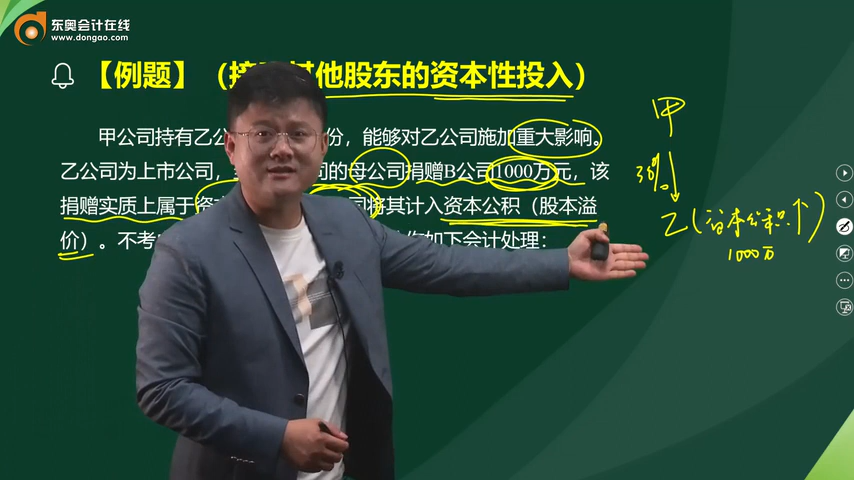 东奥会计在线
www.dongao.com
【例题】（接 他股东的资本性投入）
甲公司持有乙公 份，能够对乙公司施加重大影响。
乙公司为上市公司， 司的母公司捐赠B公司1000万元，该
捐赠实质上属于资 司将其计入资本公积（股本溢
价）。不考 作如下会计处理：
甲
30%
乙（资本公积↑）
1000万